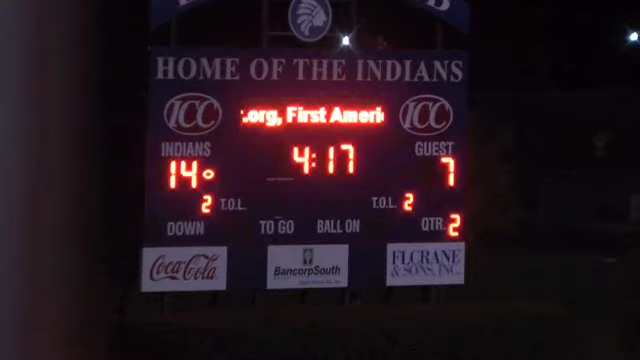 HOME OF THE INDIANS
ICC
.org, First Ameri
ICC
INDIANS
4:17
GUEST
14
7
2 T.O.L.
T.O.L. 2
DOWN
TO GO
BALL ON
QTR. 2
Coca-Cola
BancorpSouth
FLCRANE
& SONS, INC.